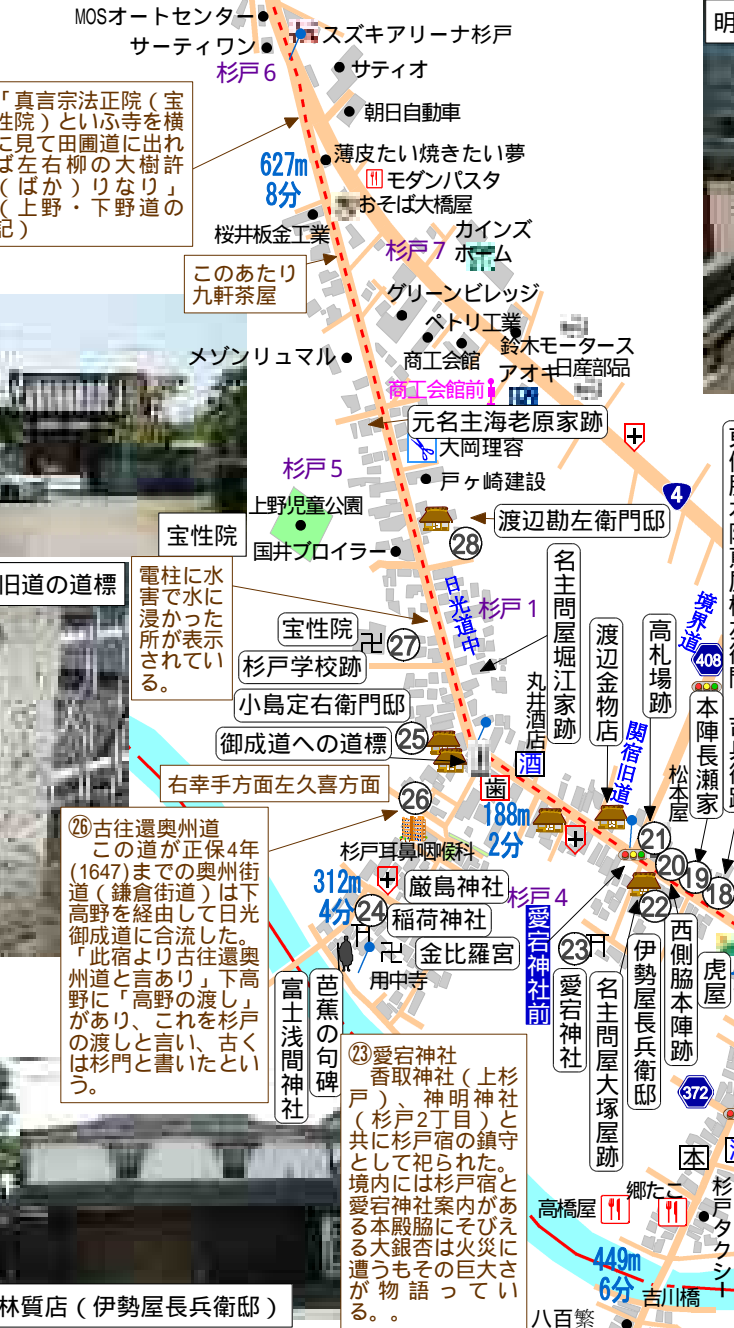 MOSオートセンター
サーティワン
スズキアリーナ杉戸
杉戸6
サティオ
朝日自動車
「真言宗法正院（宝
性院）といふ寺を横
に見て田圃道に出れ
ば左右柳の大樹許
（ばか）りなり」
（上野・下野道の
記）
627m
8分
薄皮たい焼きたい夢
モダンパスタ
おそば大橋屋
桜井板金工業
杉戸7
カインズ
ホーム
このあたり
九軒茶屋
グリーンビレッジ
ペトリ工業
鈴木モータース
商工会館
メゾンリュマル
アオキ
日産部品
商工会館前
元名主海老原家跡
大岡理容
杉戸5
戸ヶ崎建設
4
上野児童公園
渡辺勘左衛門邸
28
宝性院
国井ブロイラー
旧道の道標
電柱に水
害で水に
浸かった
所が表示
されてい
る。
日光道中
杉戸1
名主問屋堀江家跡
境界道
408
宝性院
27
杉戸学校跡
小島定右衛門邸
御成道への道標
25
丸井酒店
酒
渡辺金物店
高札場跡
関宿旧道
松本屋
本陣長瀬家
右幸手方面左久喜方面
歯
26
188m
2分
㉖古往還奥州道
この道が正保4年
(1647)までの奥州街
道（鎌倉街道）は下
高野を経由して日光
御成道に合流した。
「此宿より古往還奥
州道と言あり」下高
野に「高野の渡し」
があり、これを杉戸
の渡しと言い、古く
は杉門と書いたとい
う。
杉戸耳鼻咽喉科
21
20
19
18
22
312m
4分
厳島神社
24
稲荷神社
金比羅宮
用中寺
杉戸4
愛宕神社前
23
愛宕神社
名主問屋大塚屋跡
伊勢屋長兵衛邸
西側脇本陣跡
虎屋
富士浅間神社
芭蕉の句碑
㉓愛宕神社
香取神社（上杉
戸）、神明神社
（杉戸2丁目）と
共に杉戸宿の鎮守
として祀られた。
境内には杉戸宿と
愛宕神社案内があ
る本殿脇にそびえ
る大銀杏は火災に
遭うもその巨大さ
が物語ってい
る。。
372
本
郷たこ
高橋屋
杉戸タクシー
449m
6分
吉川橋
八百繁
林質店（伊勢屋長兵衛邸）